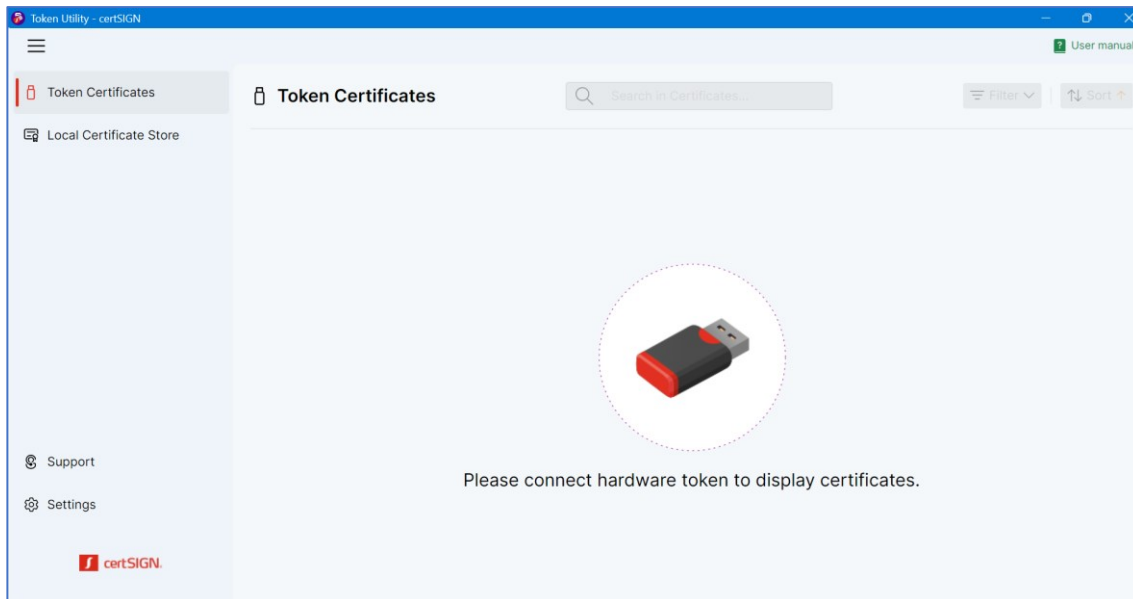 Token Utility - certSIGN
User manual
Token Certificates
Local Certificate Store
Support
Settings
certSIGN.
Token Certificates
Search in Certificates...
Filter
Sort
Please connect hardware token to display certificates.